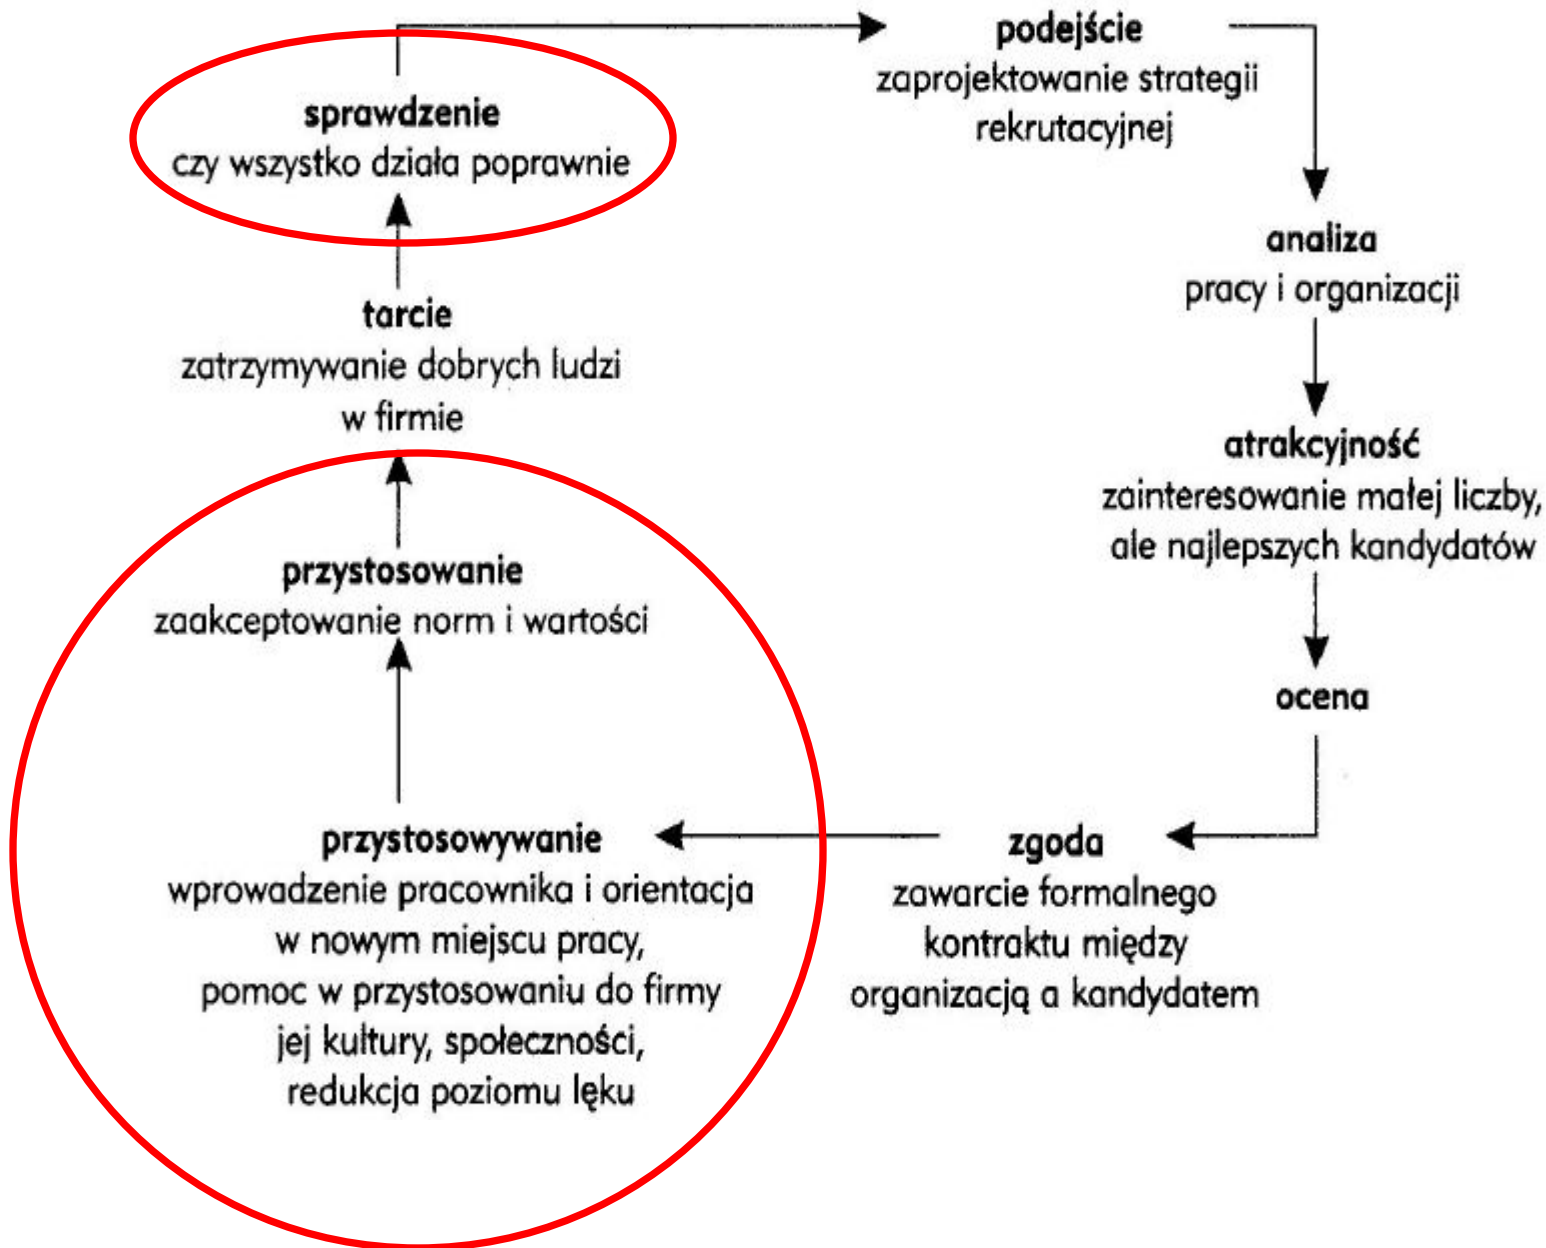 podejście
zaprojektowanie strategii
rekrutacyjnej
analiza
pracy i organizacji
atrakcyjność
zainteresowanie małej liczby,
ale najlepszych kandydatów
ocena
zgoda
zawarcie formalnego
kontraktu między
organizacją a kandydatem
przystosowywanie
wprowadzenie pracownika i orientacja
w nowym miejscu pracy,
pomoc w przystosowaniu do firmy
jej kultury, społeczności,
redukcja poziomu lęku
przystosowanie
zaakceptowanie norm i wartości
tarcie
zatrzymywanie dobrych ludzi
w firmie
sprawdzenie
czy wszystko działa poprawnie